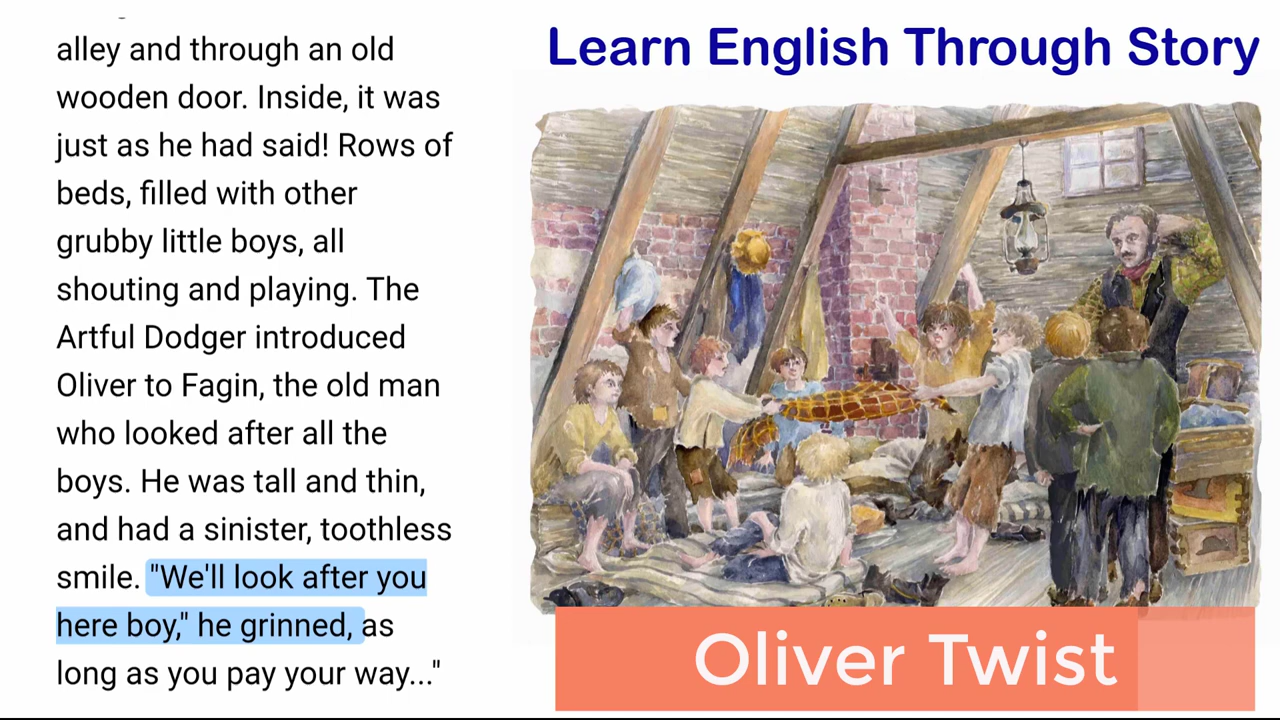 alley and through an old
wooden door. Inside, it was
just as he had said! Rows of
beds, filled with other
grubby little boys, all
shouting and playing. The
Artful Dodger introduced
Oliver to Fagin, the old man
who looked after all the
boys. He was tall and thin,
and had a sinister, toothless
smile. "We'll look after you
here boy," he grinned, as
long as you pay your way..."
Learn English Through Story
Oliver Twist